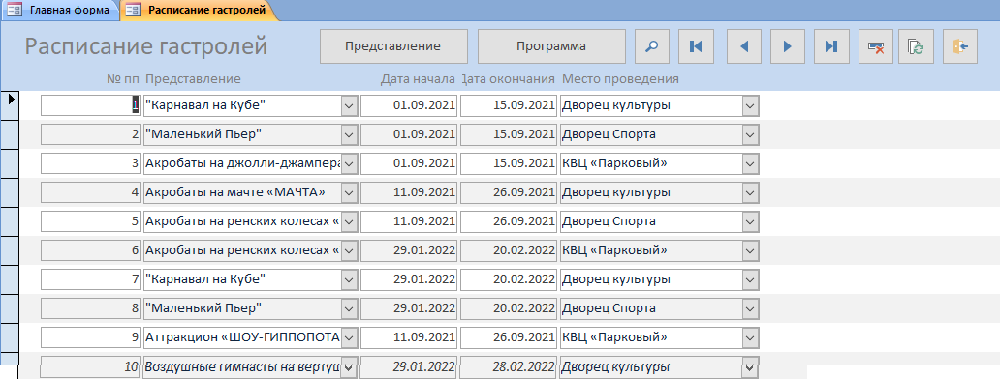 Главная форма Расписание гастролей
Расписание гастролей Представление Программа
№ пп Представление Дата начала Дата окончания Место проведения
1 "Карнавал на Кубе" 01.09.2021 15.09.2021 Дворец культуры
2 "Маленький Пьер" 01.09.2021 15.09.2021 Дворец Спорта
3 Акробаты на джолли-джампера 01.09.2021 15.09.2021 КВЦ «Парковый»
4 Акробаты на мачте «МАЧТА» 11.09.2021 26.09.2021 Дворец культуры
5 Акробаты на ренских колесах « 11.09.2021 26.09.2021 Дворец Спорта
6 Акробаты на ренских колесах « 29.01.2022 20.02.2022 КВЦ «Парковый»
7 "Карнавал на Кубе" 29.01.2022 20.02.2022 Дворец культуры
8 "Маленький Пьер" 29.01.2022 20.02.2022 Дворец Спорта
9 Аттракцион «ШОУ-ГИППОПОТА 11.09.2021 26.09.2021 КВЦ «Парковый»
10 Воздушные гимнасты на вертуш 29.01.2022 28.02.2022 Дворец культуры